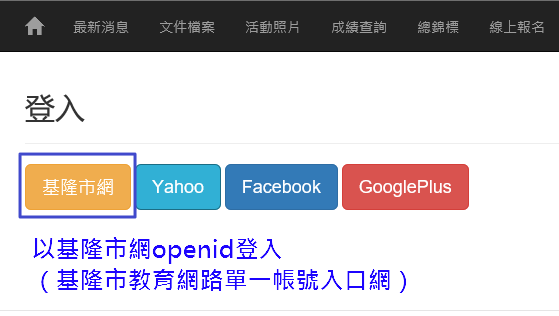 最新消息 文件檔案 活動照片 成績查詢 總錦標 線上報名
登入
基隆市網 Yahoo Facebook GooglePlus
以基隆市網openid登入
（基隆市教育網路單一帳號入口網）